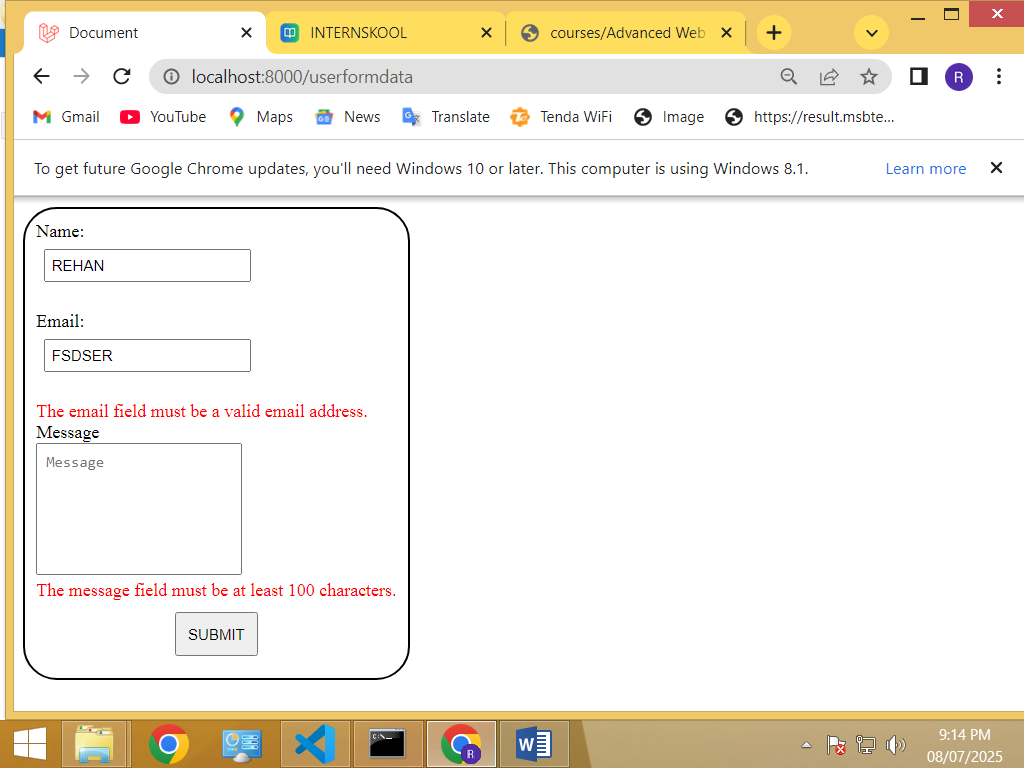 Document
INTERNSKOOL
courses/Advanced Web
localhost:8000/userformdata
R
Gmail
YouTube
Maps
News
Translate
Tenda WiFi
Image
https://result.msbte...
To get future Google Chrome updates, you'll need Windows 10 or later. This computer is using Windows 8.1.
Learn more
Name:
REHAN
Email:
FSDSER
The email field must be a valid email address.
Message
Message
The message field must be at least 100 characters.
SUBMIT
R
9:14 PM
08/07/2025